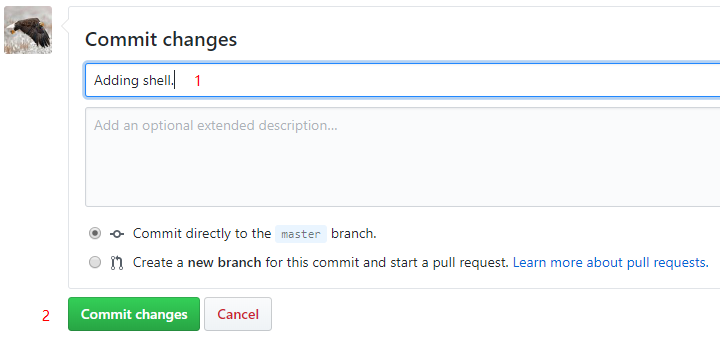 Commit changes
Adding shell. 1
Add an optional extended description...
Commit directly to the master branch.
Create a new branch for this commit and start a pull request. Learn more about pull requests.
2 Commit changes Cancel